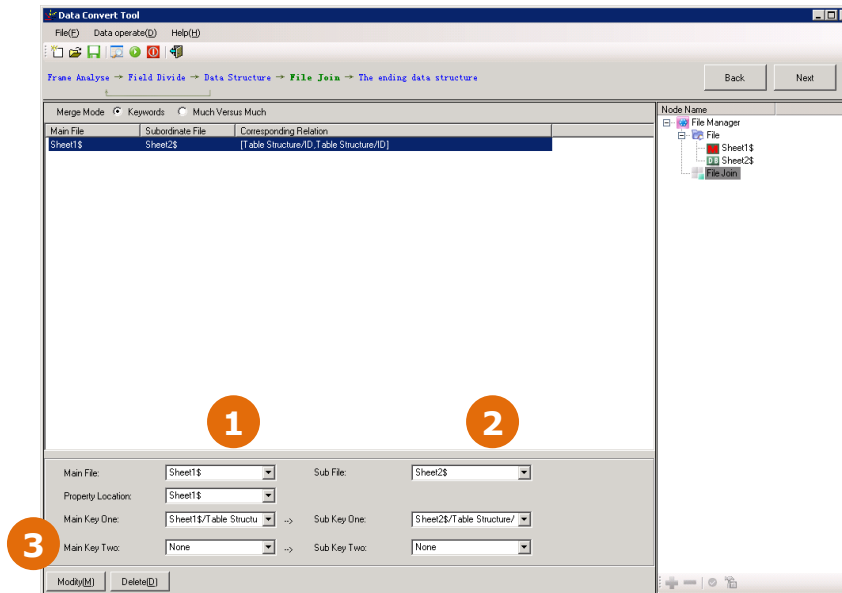 Data Convert Tool
File(F) Data operate(D) Help(H)
Frame Analyse → Field Divide → Data Structure → File Join → The ending data structure
Back Next
Merge Mode Keywords Much Versus Much
Main File Subordinate File Corresponding Relation
Sheet1$ Sheet2$ [Table Structure/ID,Table Structure/ID]
Node Name
File Manager
File
Sheet1$
Sheet2$
File Join
1 2
Main File: Sheet1$ Sub File: Sheet2$
Property Location: Sheet1$
Main Key One: Sheet1$/Table Structu --> Sub Key One: Sheet2$/Table Structure/
3
Main Key Two: None --> Sub Key Two: None
Modify(M) Delete(D)